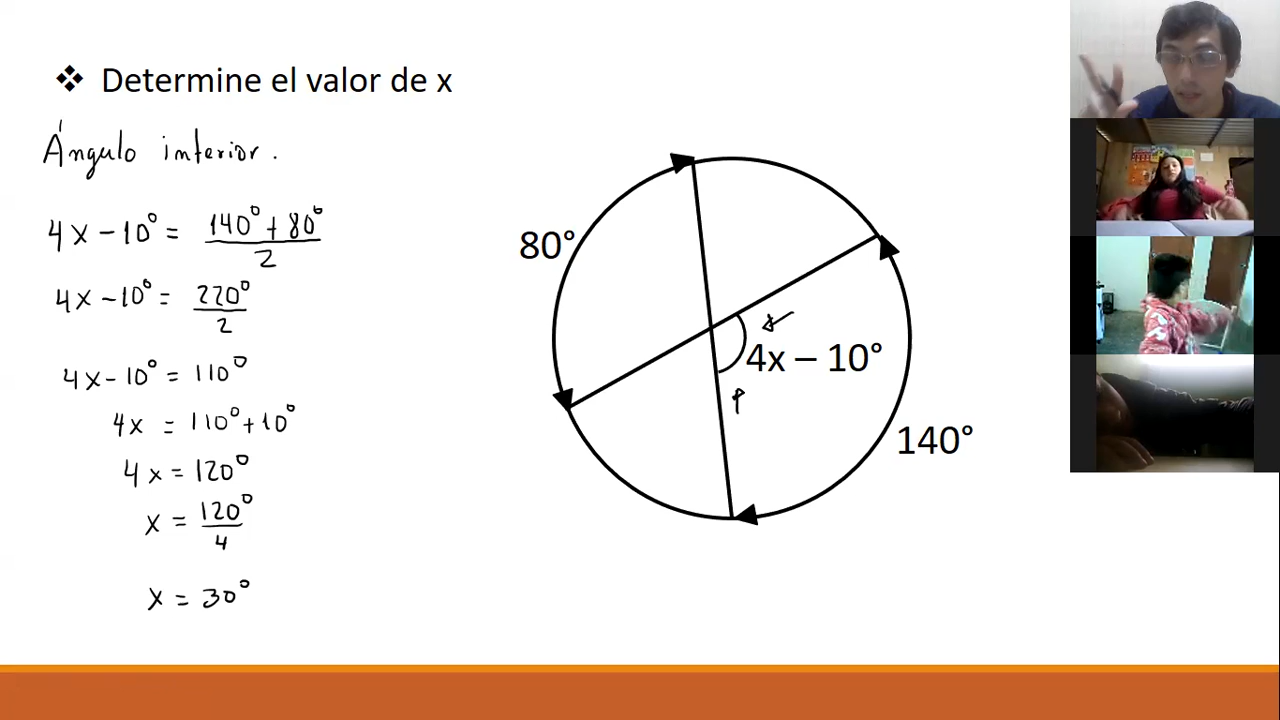 ❖ Determine el valor de x
Ángulo interior.
4x – 10° = 140° + 80° / 2
4x – 10° = 220° / 2
4x – 10° = 110°
4x = 110° + 10°
4x = 120°
x = 120° / 4
x = 30°
80°
4x – 10°
140°